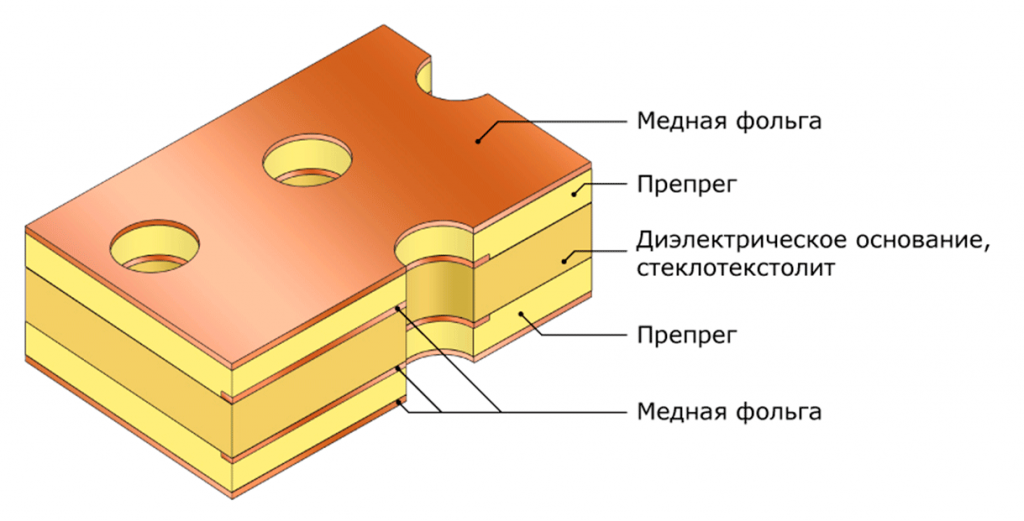 Медная фольга
Препрег
Диэлектрическое основание,
стеклотекстолит
Препрег
Медная фольга